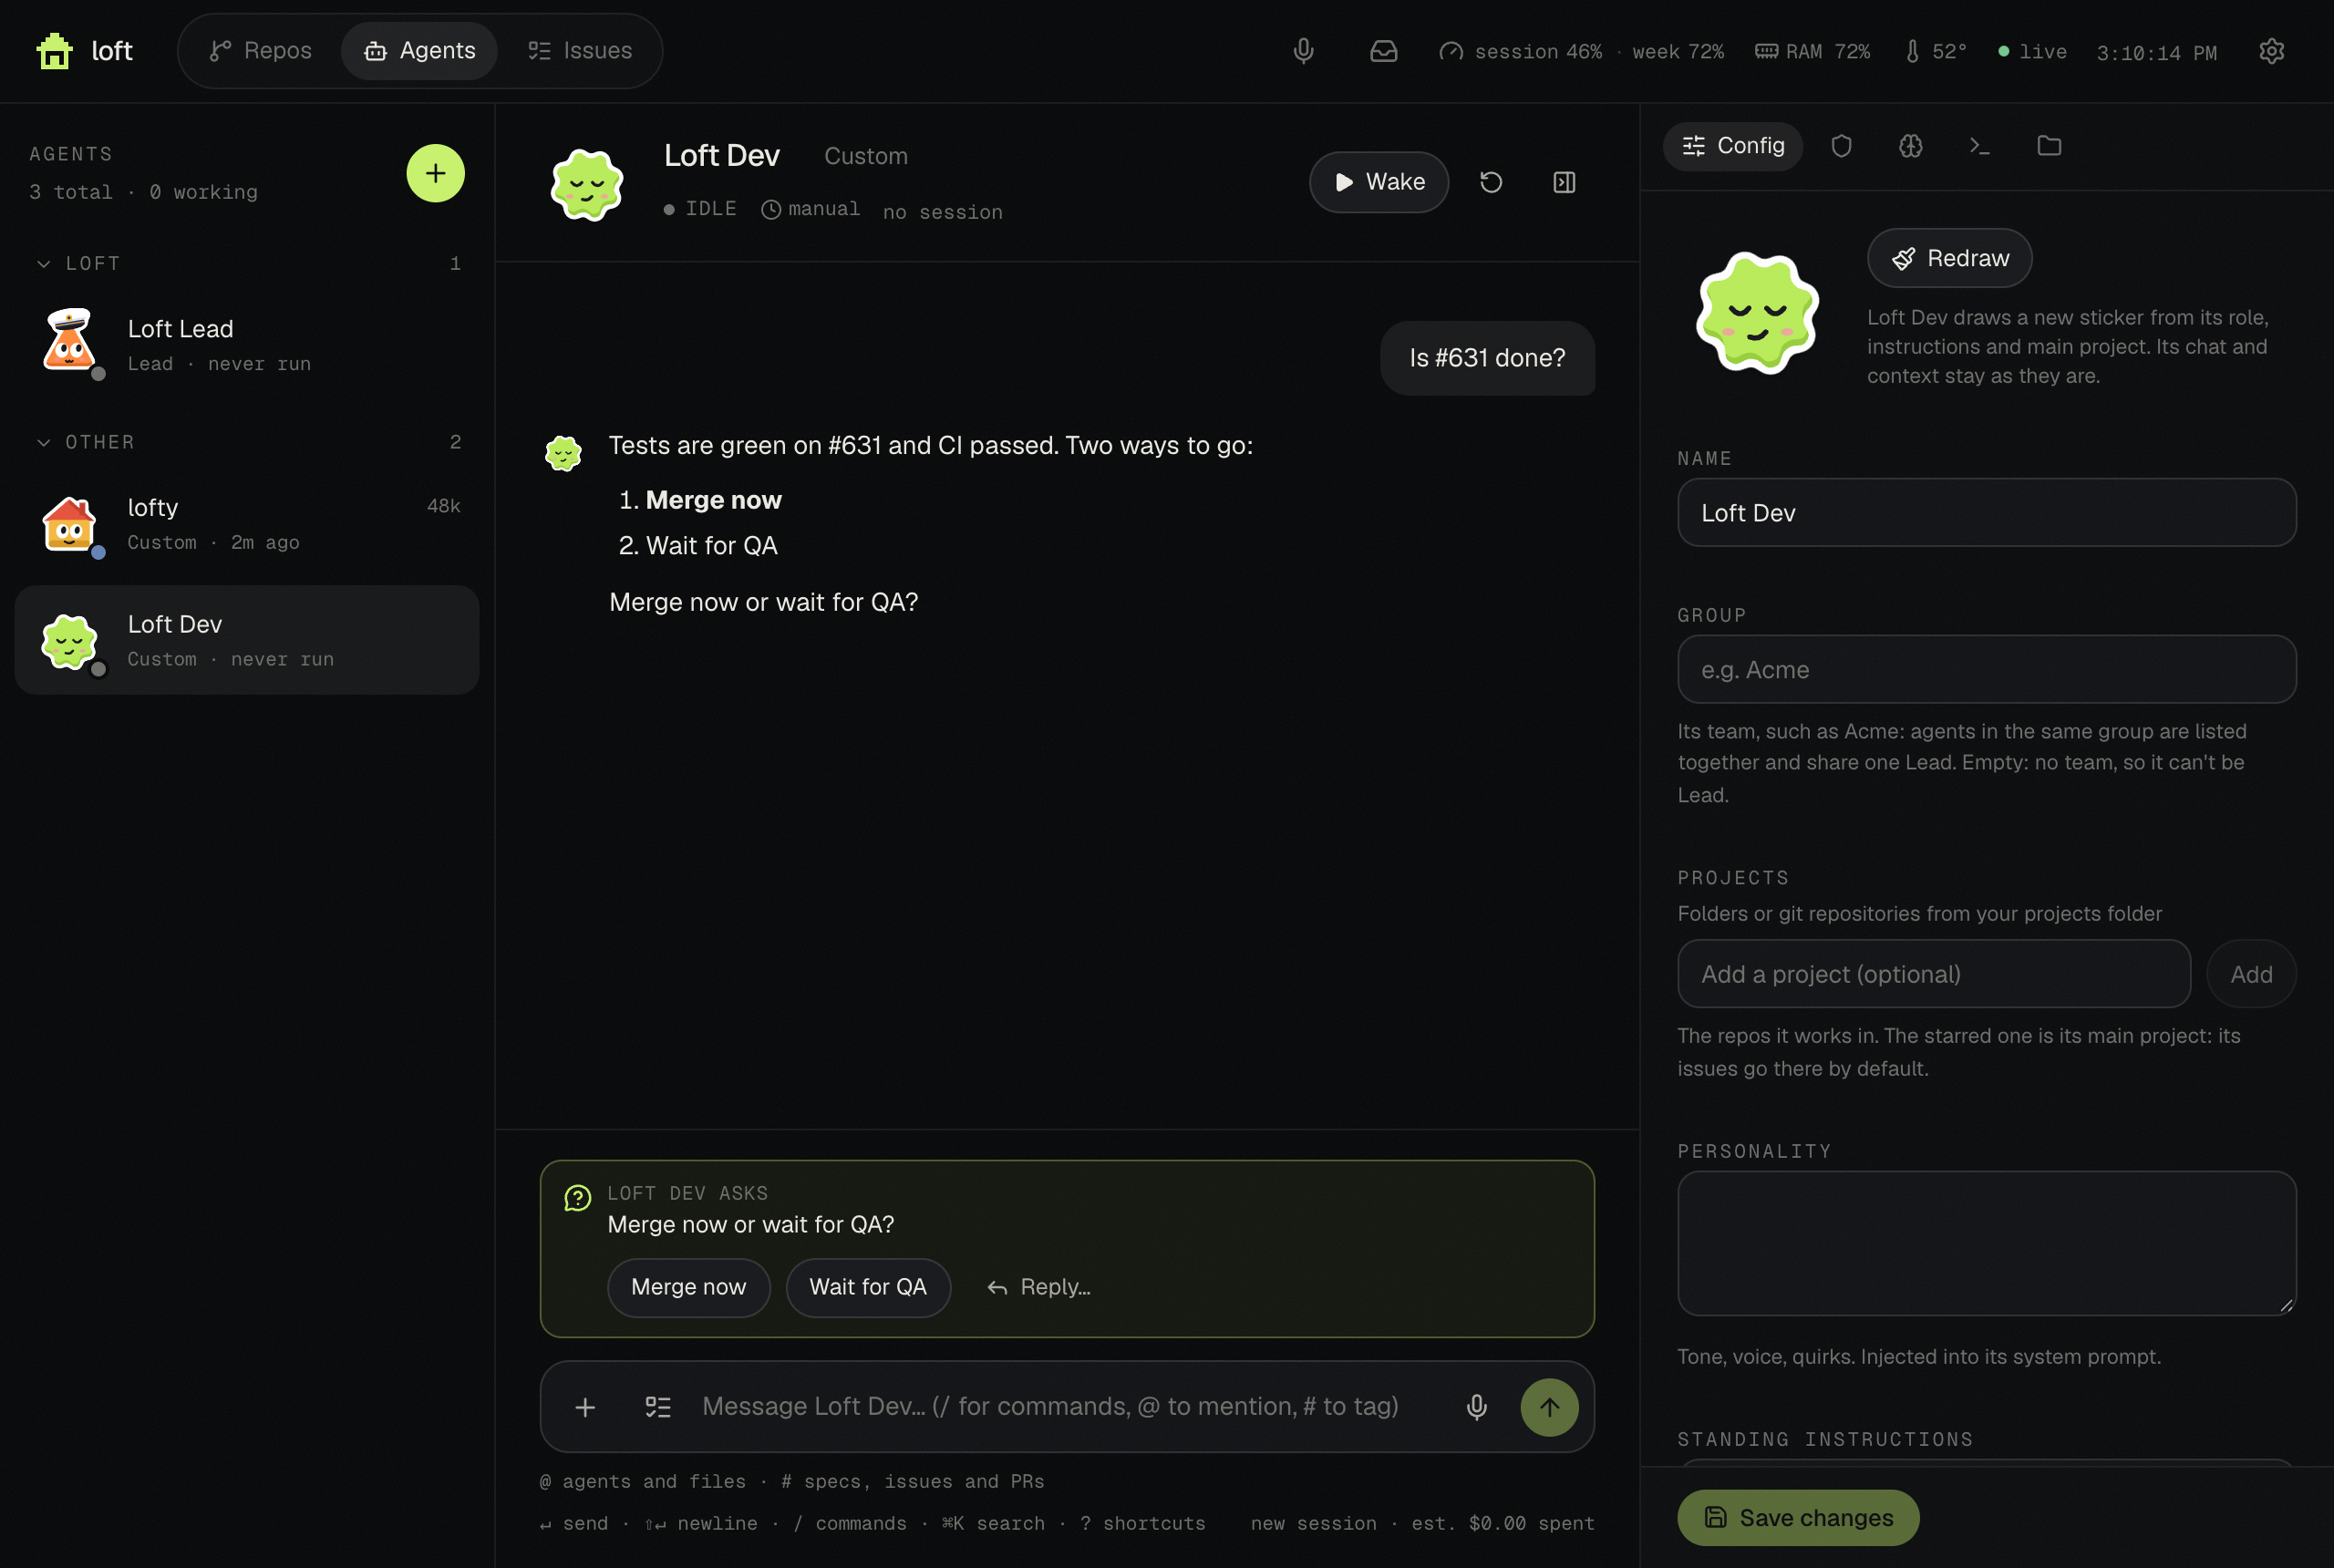 loft
Repos
Agents
Issues
session 46% · week 72%
RAM 72%
52°
live
3:10:14 PM
AGENTS
3 total · 0 working
LOFT
1
Loft Lead
Lead · never run
OTHER
2
lofty
48k
Custom · 2m ago
Loft Dev
Custom · never run
Loft Dev
Custom
IDLE
manual
no session
Wake
Is #631 done?
Tests are green on #631 and CI passed. Two ways to go:
1. Merge now
2. Wait for QA
Merge now or wait for QA?
LOFT DEV ASKS
Merge now or wait for QA?
Merge now
Wait for QA
Reply...
Message Loft Dev... (/ for commands, @ to mention, # to tag)
@ agents and files · # specs, issues and PRs
↵ send · ⇧↵ newline · / commands · ⌘K search · ? shortcuts
new session · est. $0.00 spent
Config
Redraw
Loft Dev draws a new sticker from its role,
instructions and main project. Its chat and
context stay as they are.
NAME
Loft Dev
GROUP
e.g. Acme
Its team, such as Acme: agents in the same group are listed
together and share one Lead. Empty: no team, so it can't be
Lead.
PROJECTS
Folders or git repositories from your projects folder
Add a project (optional)
Add
The repos it works in. The starred one is its main project: its
issues go there by default.
PERSONALITY
Tone, voice, quirks. Injected into its system prompt.
STANDING INSTRUCTIONS
Save changes